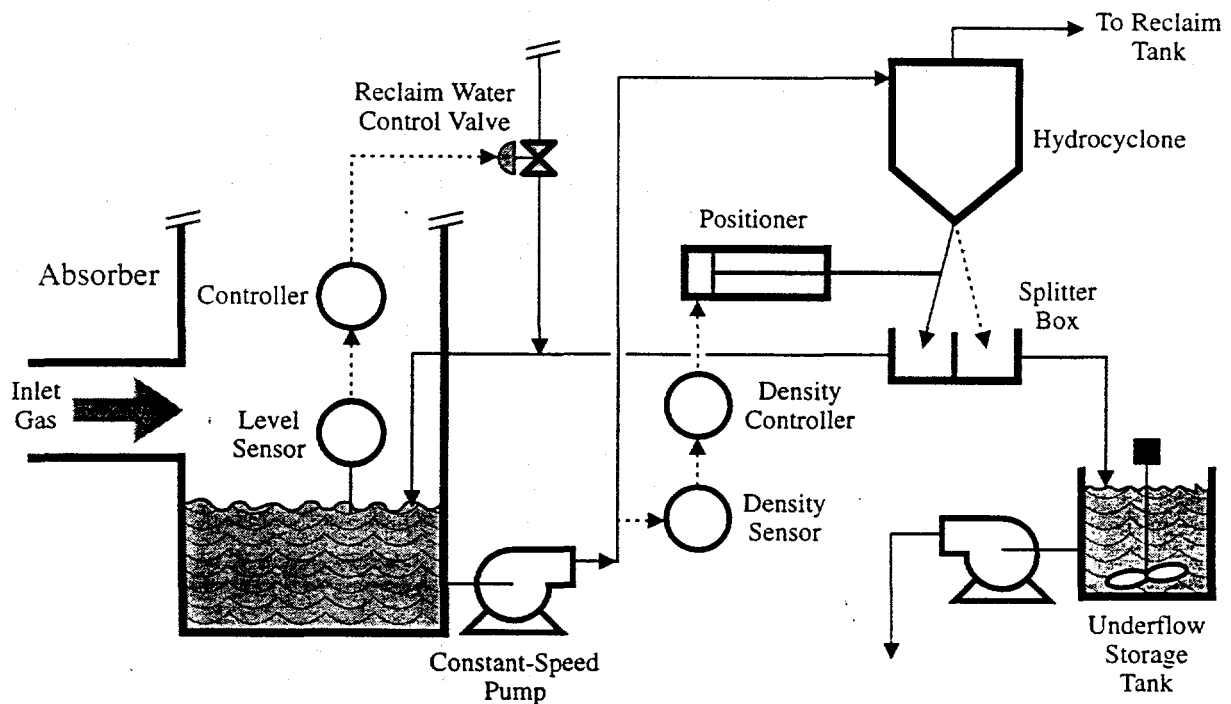 To Reclaim
Tank
Reclaim Water
Control Valve
Hydrocyclone
Positioner
Absorber
Controller
Splitter
Box
Inlet
Gas
Level
Sensor
Density
Controller
Density
Sensor
Constant-Speed
Pump
Underflow
Storage
Tank